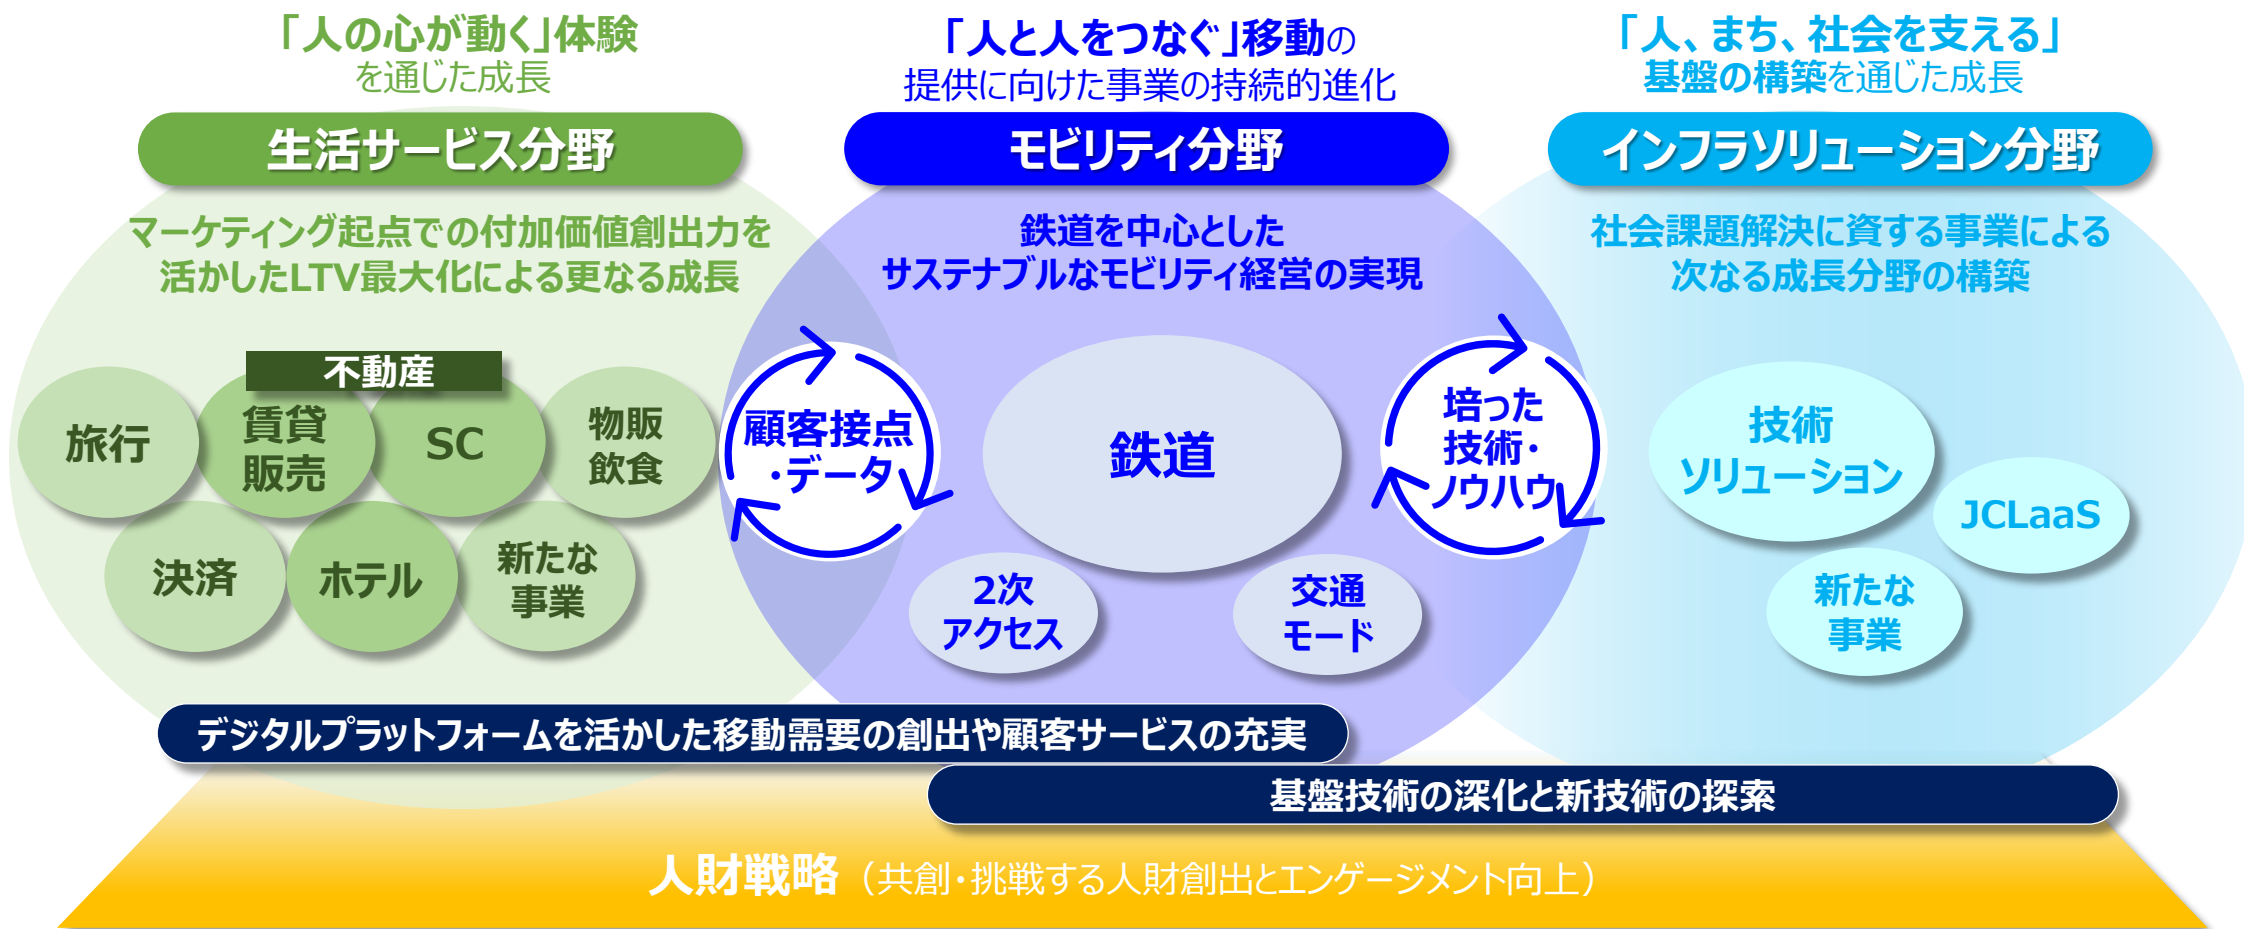 「人の心が動く」体験
を通じた成長
生活サービス分野
マーケティング起点での付加価値創出力を
活かしたLTV最大化による更なる成長
不動産
旅行
賃貸
販売
SC
物販
飲食
決済
ホテル
新たな
事業
顧客接点
・データ
「人と人をつなぐ」移動の
提供に向けた事業の持続的進化
モビリティ分野
鉄道を中心とした
サステナブルなモビリティ経営の実現
鉄道
2次
アクセス
交通
モード
培った
技術・
ノウハウ
「人、まち、社会を支える」
基盤の構築を通じた成長
インフラソリューション分野
社会課題解決に資する事業による
次なる成長分野の構築
技術
ソリューション
JCLaaS
新たな
事業
デジタルプラットフォームを活かした移動需要の創出や顧客サービスの充実
基盤技術の深化と新技術の探索
人財戦略（共創・挑戦する人財創出とエンゲージメント向上）